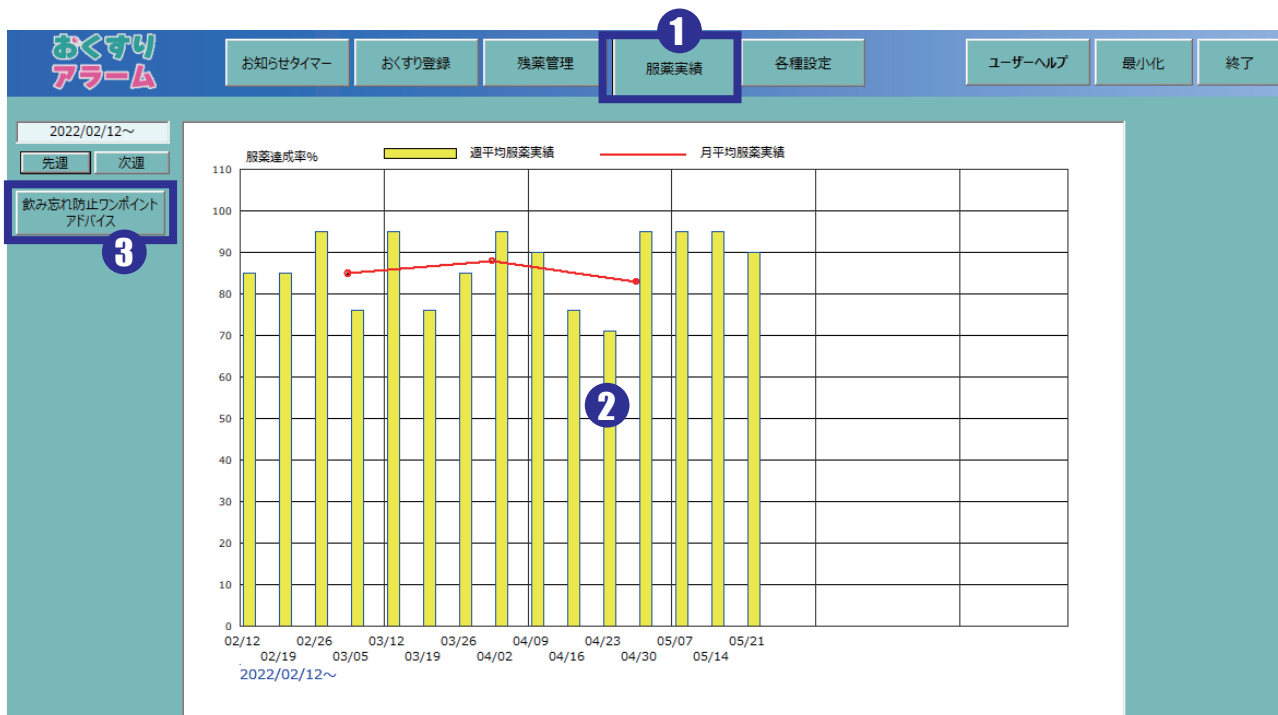 1
おくすり
アラーム
お知らせタイマー
おくすり登録
残薬管理
服薬実績
各種設定
ユーザーヘルプ
最小化
終了
2022/02/12～
先週
次週
飲み忘れ防止ワンポイント
アドバイス
3
服薬達成率%
週平均服薬実績
月平均服薬実績
110
100
90
80
70
60
50
40
30
20
10
0
2
02/12 02/26 03/12 03/26 04/09 04/23 05/07 05/21
02/19 03/05 03/19 04/02 04/16 04/30 05/14
2022/02/12～